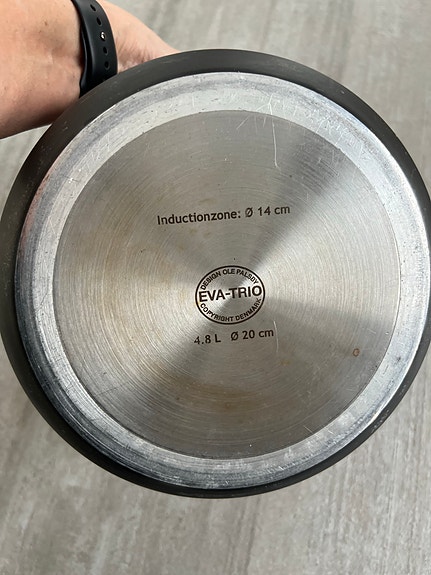 Inductionzone: Ø 14 cm
DESIGN OLE PALSBY
EVA-TRIO
COPYRIGHT DENMARK
4.8 L Ø 20 cm